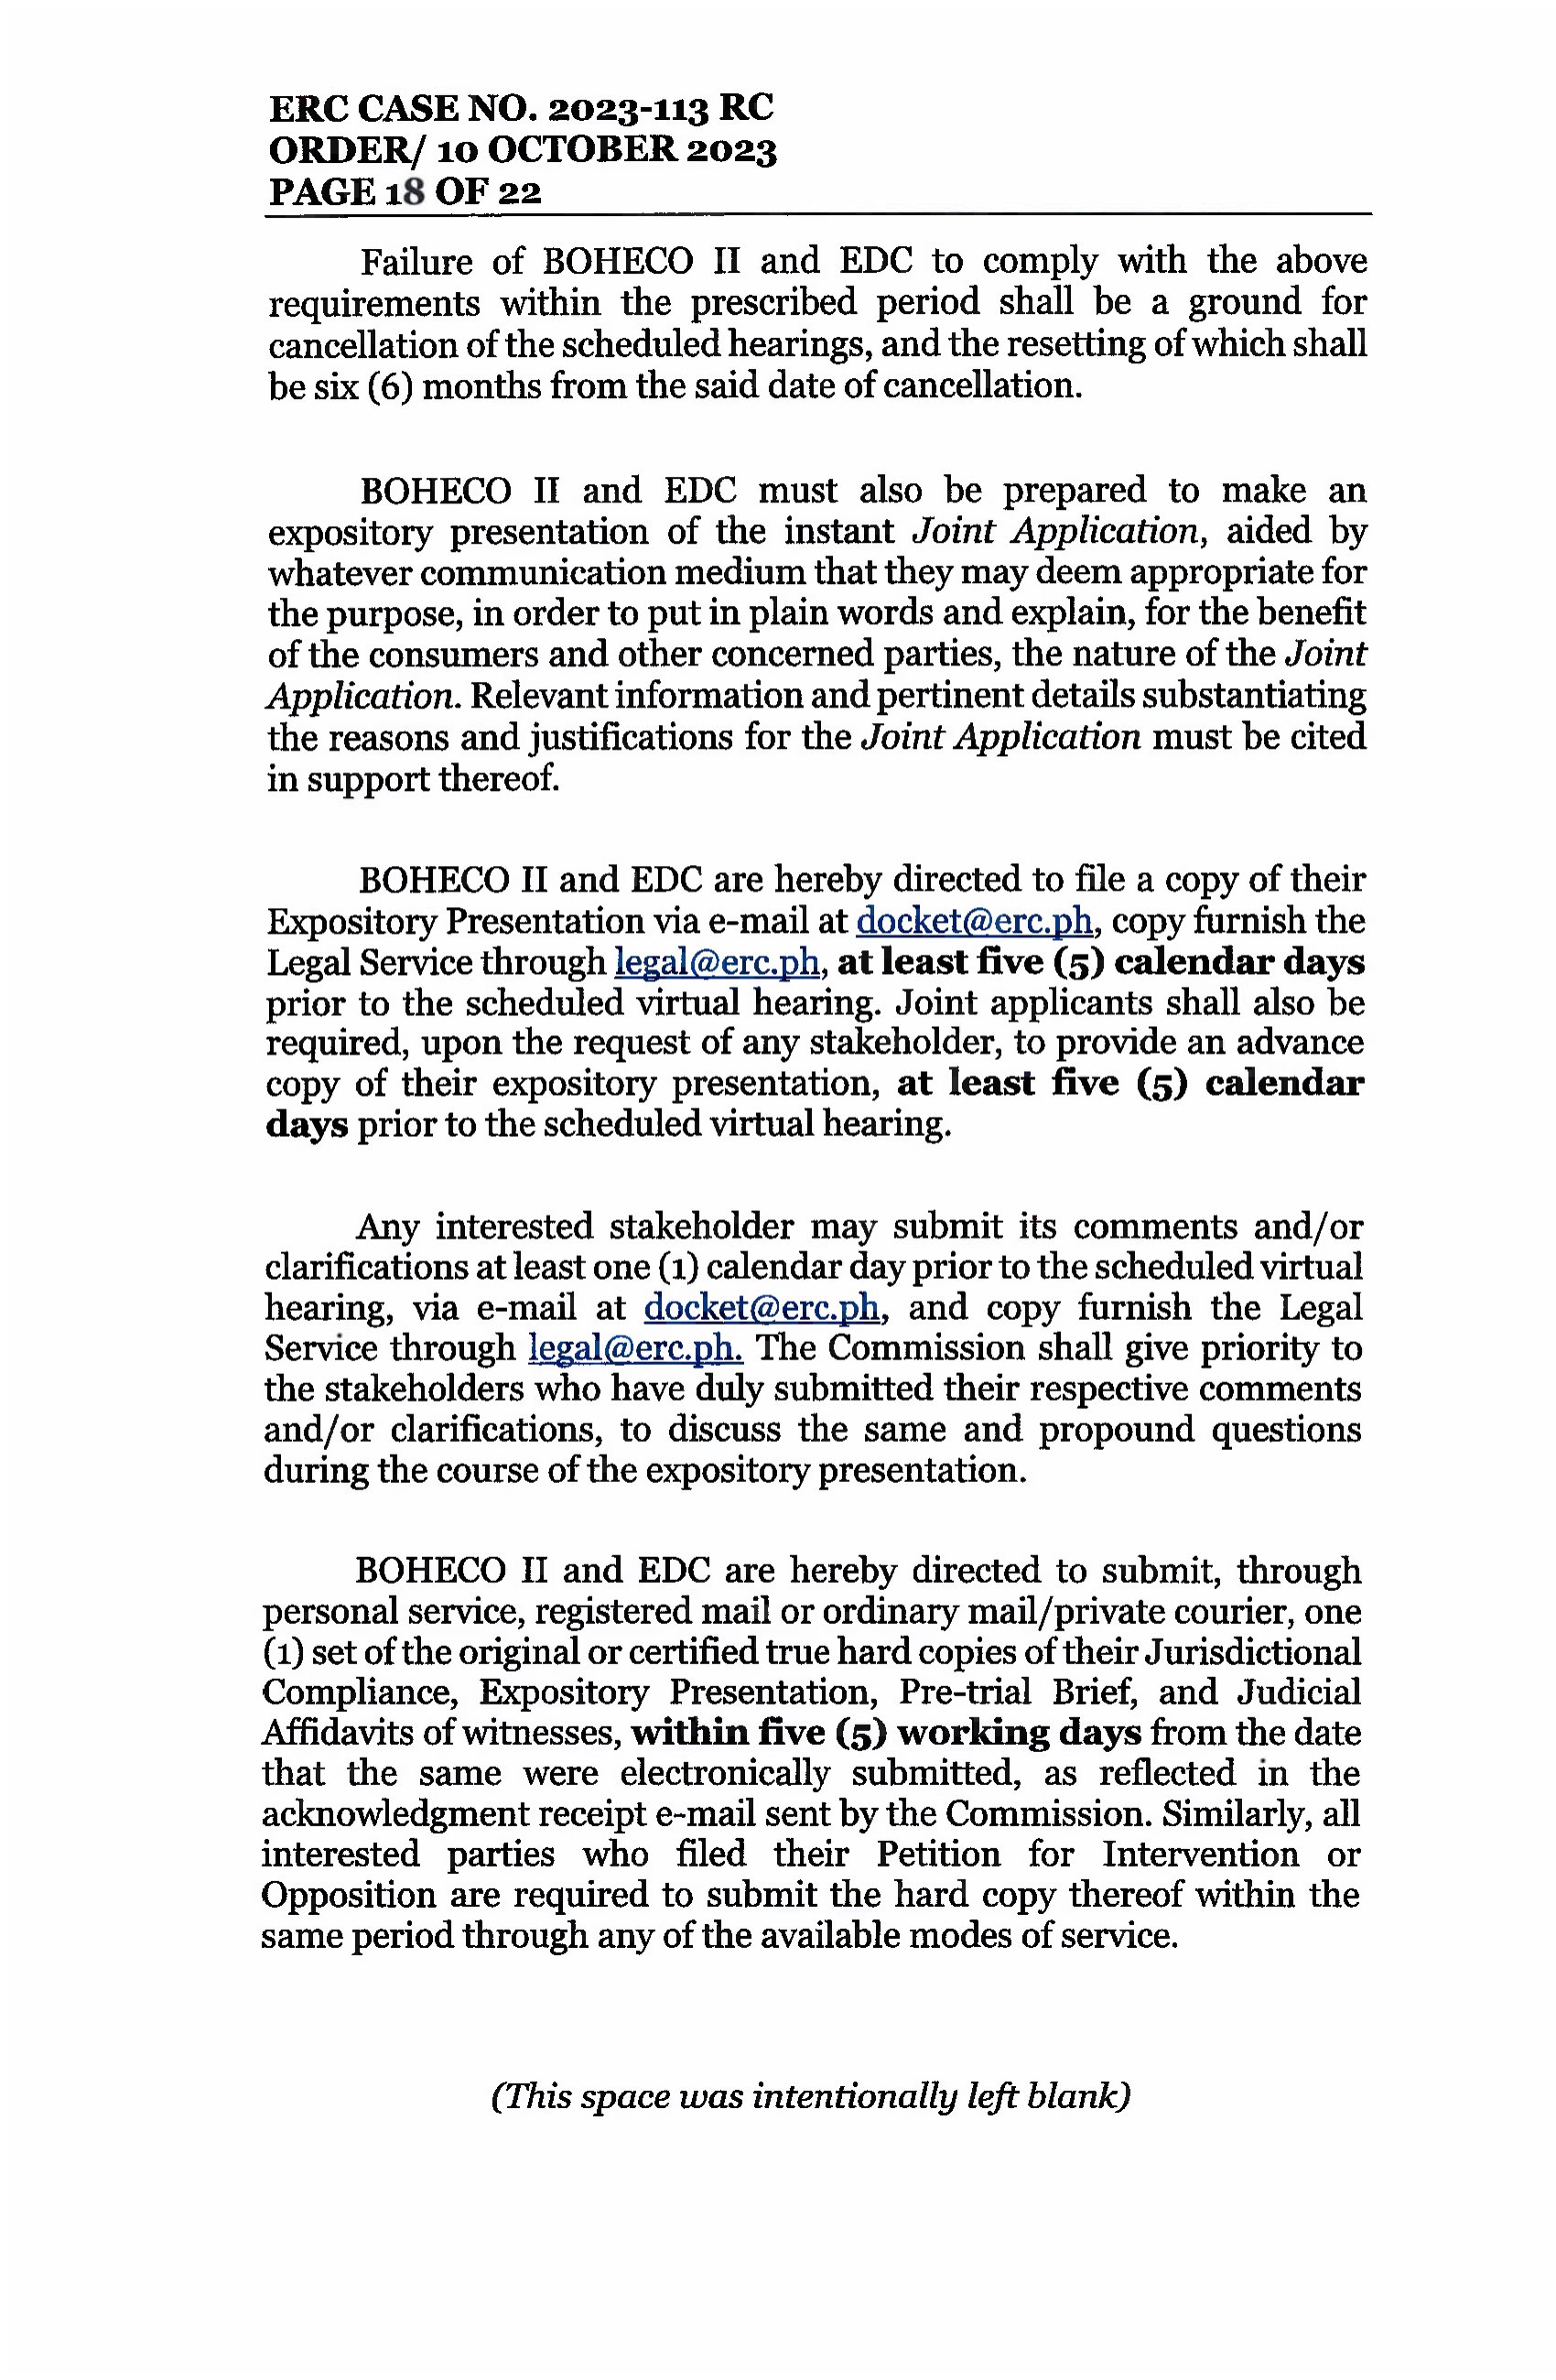 ERC CASE NO. 2023-113 RC
ORDER/ 10 OCTOBER 2023
PAGE 18 OF 22
Failure of BOHECO II and EDC to comply with the above
requirements within the prescribed period shall be a ground for
cancellation of the scheduled hearings, and the resetting of which shall
be six (6) months from the said date of cancellation.
BOHECO II and EDC must also be prepared to make an
expository presentation of the instant Joint Application, aided by
whatever communication medium that they may deem appropriate for
the purpose, in order to put in plain words and explain, for the benefit
of the consumers and other concerned parties, the nature of the Joint
Application. Relevant information and pertinent details substantiating
the reasons and justifications for the Joint Application must be cited
in support thereof.
BOHECO II and EDC are hereby directed to file a copy of their
Expository Presentation via e-mail at docket@erc.ph, copy furnish the
Legal Service through legal@erc.ph, at least five (5) calendar days
prior to the scheduled virtual hearing. Joint applicants shall also be
required, upon the request of any stakeholder, to provide an advance
copy of their expository presentation, at least five (5) calendar
days prior to the scheduled virtual hearing.
Any interested stakeholder may submit its comments and/or
clarifications at least one (1) calendar day prior to the scheduled virtual
hearing, via e-mail at docket@erc.ph, and copy furnish the Legal
Service through legal@erc.ph. The Commission shall give priority to
the stakeholders who have duly submitted their respective comments
and/or clarifications, to discuss the same and propound questions
during the course of the expository presentation.
BOHECO II and EDC are hereby directed to submit, through
personal service, registered mail or ordinary mail/private courier, one
(1) set of the original or certified true hard copies of their Jurisdictional
Compliance, Expository Presentation, Pre-trial Brief, and Judicial
Affidavits of witnesses, within five (5) working days from the date
that the same were electronically submitted, as reflected in the
acknowledgment receipt e-mail sent by the Commission. Similarly, all
interested parties who filed their Petition for Intervention or
Opposition are required to submit the hard copy thereof within the
same period through any of the available modes of service.
(This space was intentionally left blank)